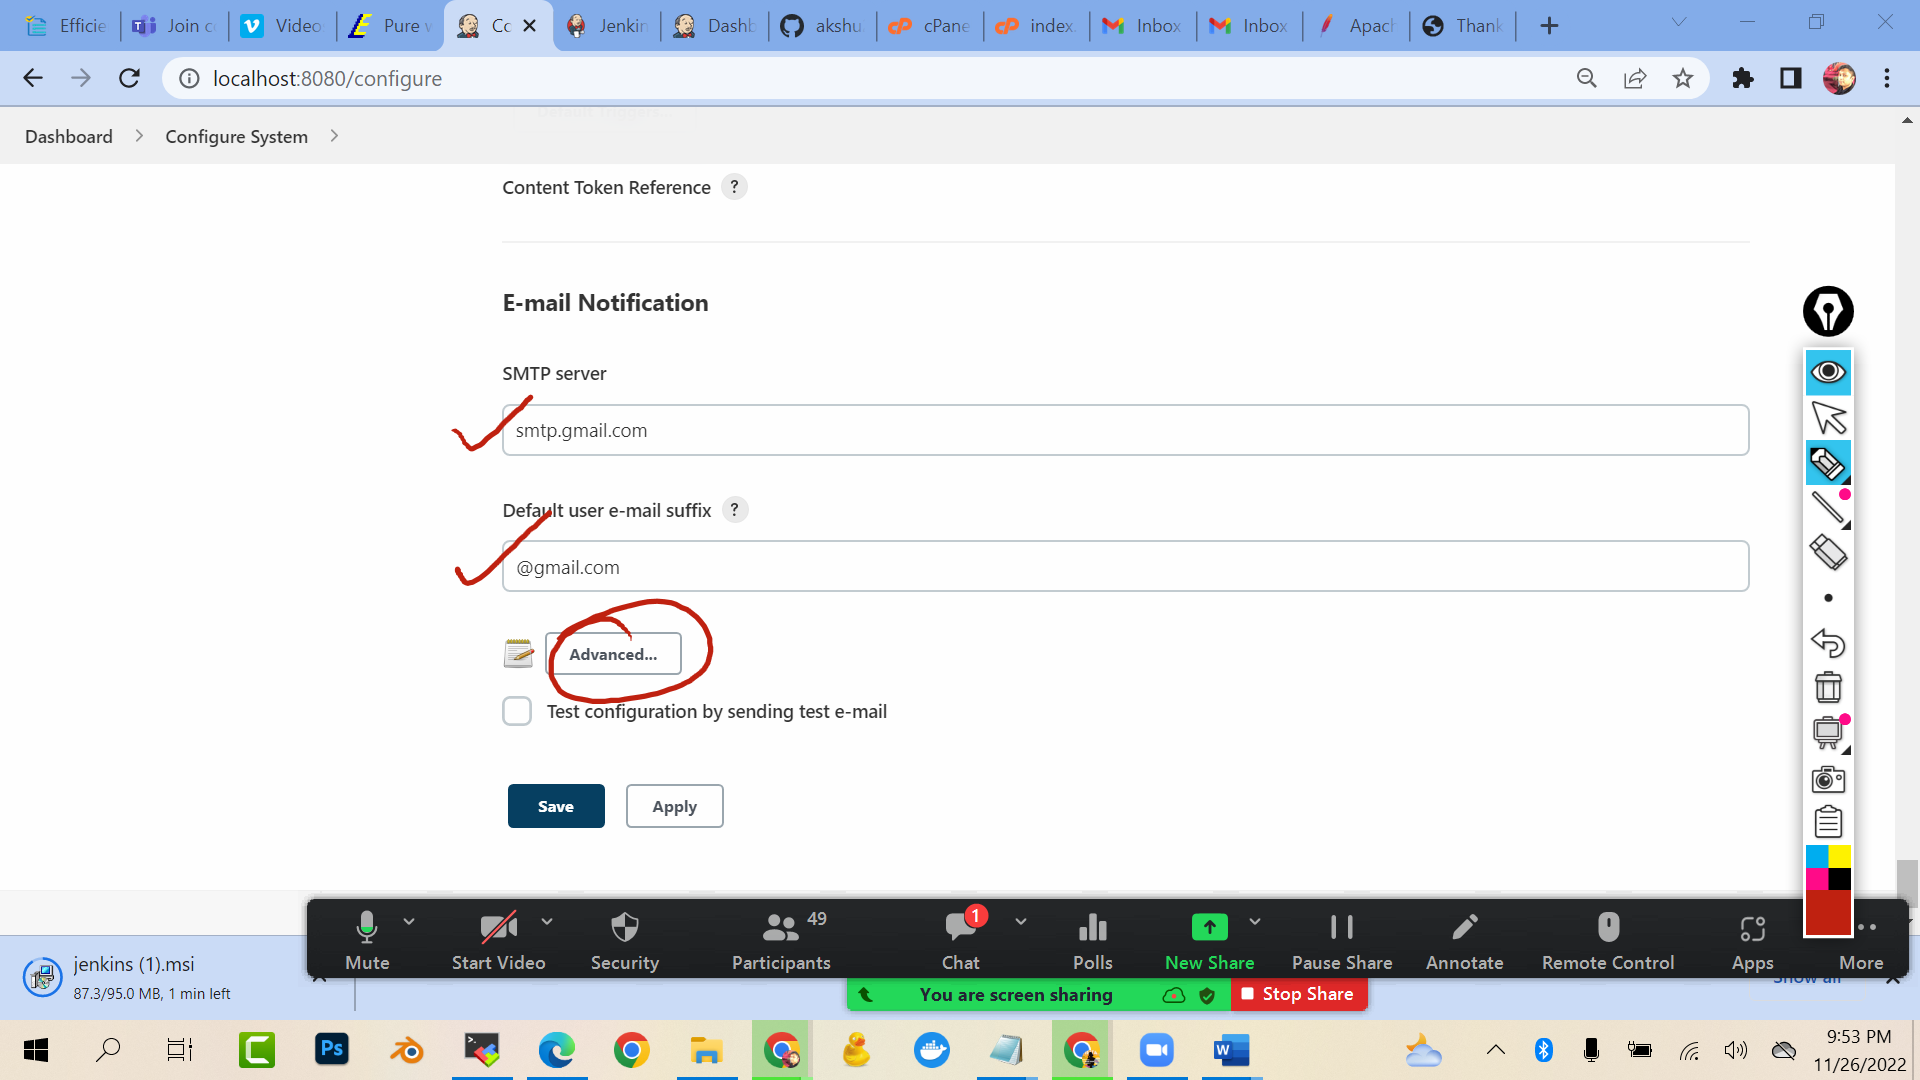 Efficie
Join c
Video
Pure w
Co
Jenkin
Dashb
akshu
cPane
index.
Inbox
Inbox
Apach
Thank
localhost:8080/configure
Dashboard
Configure System
Content Token Reference ?
E-mail Notification
SMTP server
smtp.gmail.com
Default user e-mail suffix ?
@gmail.com
Advanced...
Test configuration by sending test e-mail
Save
Apply
49
1
Mute
Start Video
Security
Participants
Chat
Polls
New Share
Pause Share
Annotate
Remote Control
Apps
More
jenkins (1).msi
87.3/95.0 MB, 1 min left
You are screen sharing
Stop Share
Show all
Ps
W
9:53 PM
11/26/2022